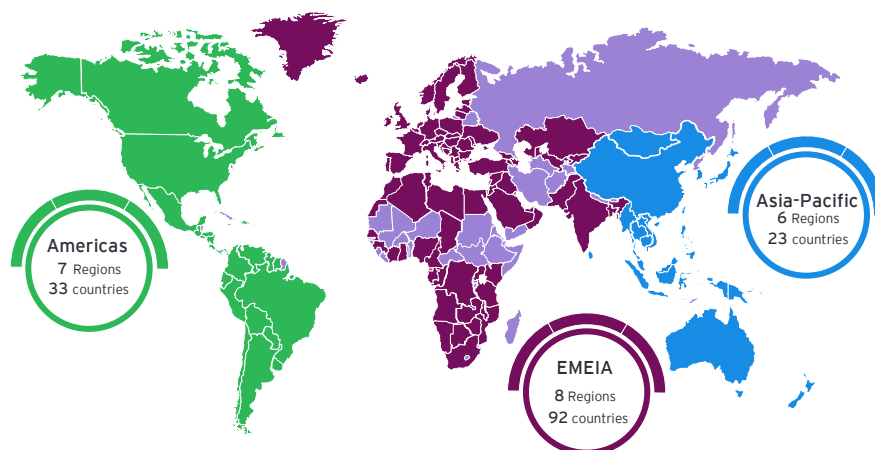 Americas
7 Regions
33 countries
Asia-Pacific
6 Regions
23 countries
EMEIA
8 Regions
92 countries